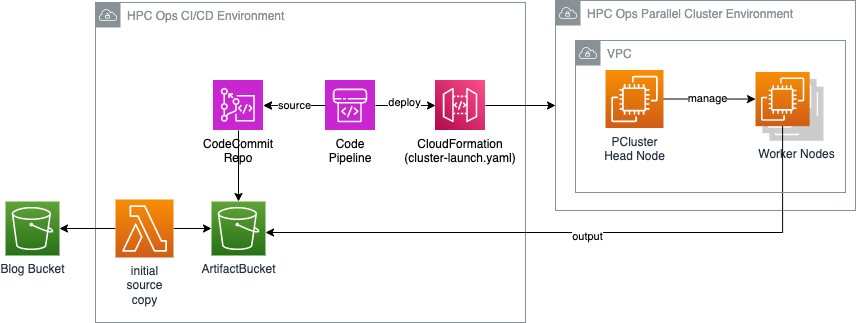 HPC Ops CI/CD Environment
HPC Ops Parallel Cluster Environment
VPC
source
deploy
manage
CodeCommit
Repo
Code
Pipeline
CloudFormation
(cluster-launch.yaml)
PCluster
Head Node
Worker Nodes
output
Blog Bucket
initial
source
copy
ArtifactBucket